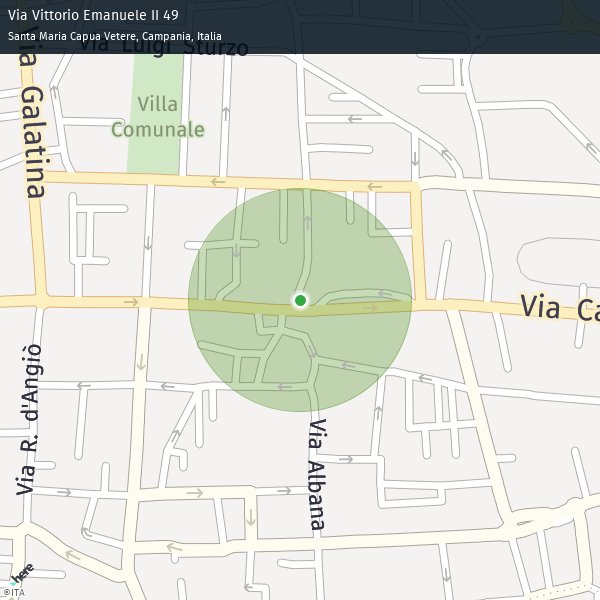 Via Vittorio Emanuele II 49
Santa Maria Capua Vetere, Campania, Italia
Via Luigi Sturzo
Via Galatina
Villa
Comunale
Via Ca
Via R. d'Angiò
Via Albana
here
©ITA